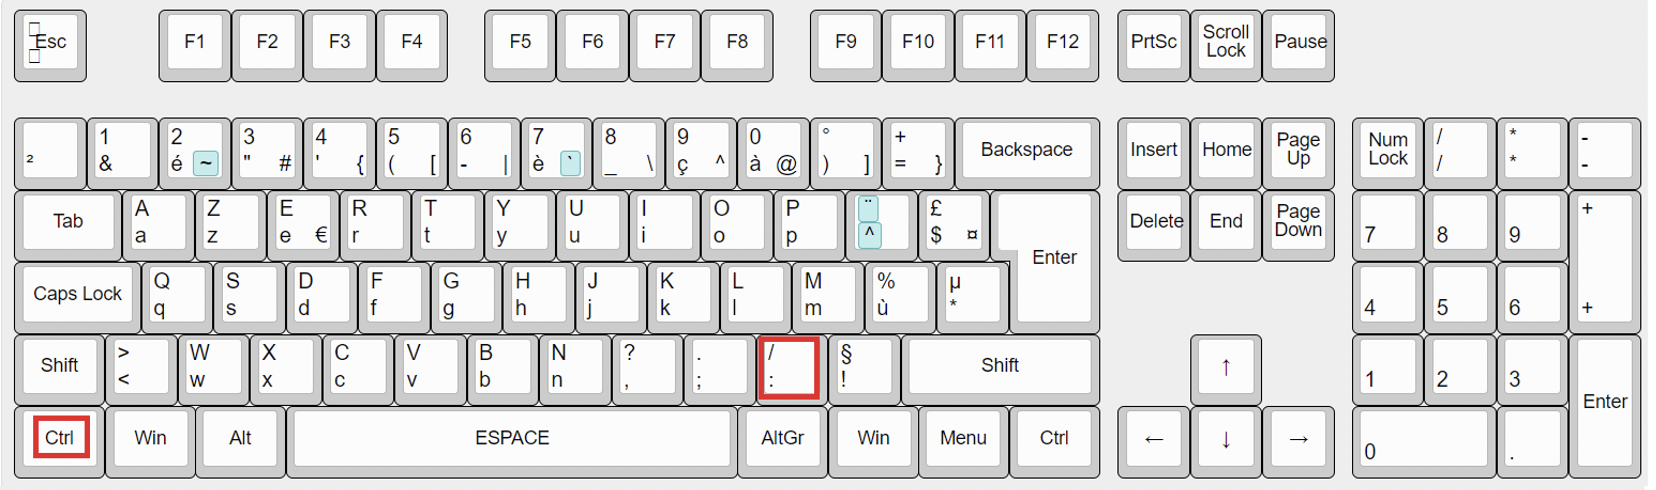 Esc F1 F2 F3 F4 F5 F6 F7 F8 F9 F10 F11 F12 PrtSc Scroll Lock Pause
1 2 3 4 5 6 7 8 9 0 ° + Backspace Insert Home Page Up Num Lock / * -
² & é ~ " # ' { ( [ - | è ` _ \ ç ^ à @ ) ] = } / * -
Tab A Z E R T Y U I O P ¨ £ Delete End Page Down +
a z e € r t y u i o p ^ $ ¤ Enter 7 8 9
Caps Lock Q S D F G H J K L M % µ
q s d f g h j k l m ù * 4 5 6 +
Shift > W X C V B N ? . / § Shift ↑
< w x c v b n , ; : ! 1 2 3 Enter
Ctrl Win Alt ESPACE AltGr Win Menu Ctrl ← ↓ → 0 .